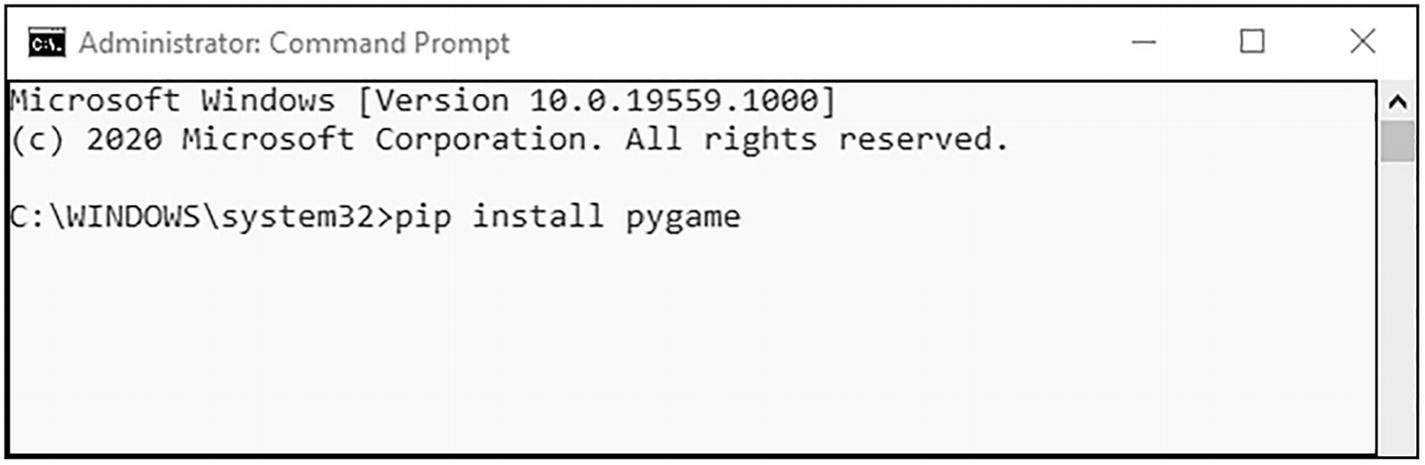 Administrator: Command Prompt
Microsoft Windows [Version 10.0.19559.1000]
(c) 2020 Microsoft Corporation. All rights reserved.
C:\WINDOWS\system32>pip install pygame